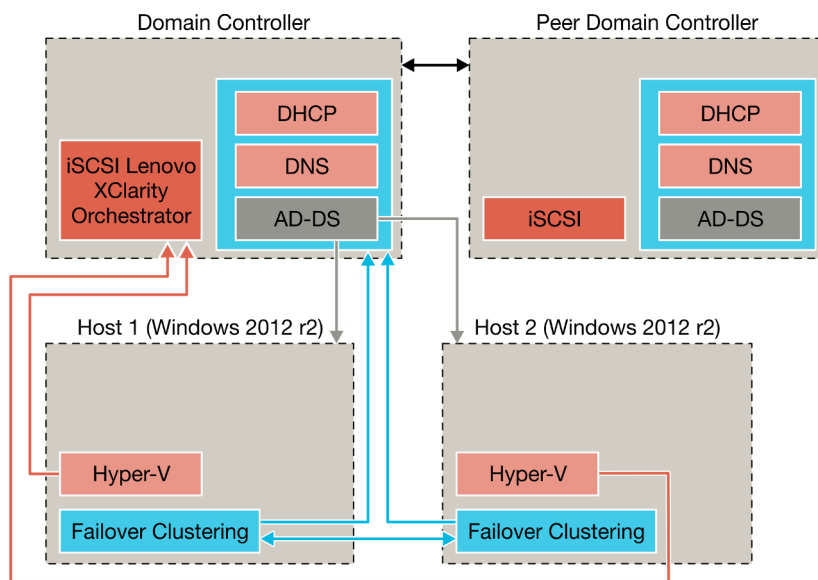 Domain Controller
Peer Domain Controller
DHCP
DNS
AD-DS
iSCSI Lenovo
XClarity
Orchestrator
DHCP
DNS
AD-DS
iSCSI
Host 1 (Windows 2012 r2)
Host 2 (Windows 2012 r2)
Hyper-V
Failover Clustering
Hyper-V
Failover Clustering